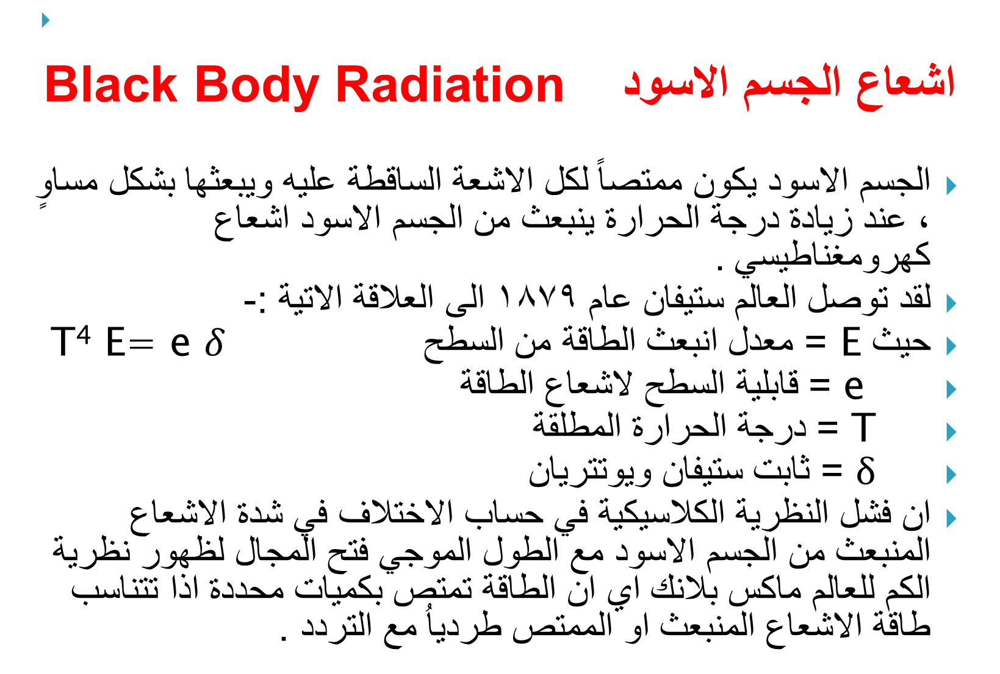 اشعاع الجسم الاسود Black Body Radiation
الجسم الاسود يكون ممتصاً لكل الاشعة الساقطة عليه ويبعثها بشكل مساوٍ
، عند زيادة درجة الحرارة ينبعث من الجسم الاسود اشعاع
كهرومغناطيسي .
لقد توصل العالم ستيفان عام ١٨٧٩ الى العلاقة الاتية :-
حيث E = معدل انبعث الطاقة من السطح T⁴ E= e δ
e = قابلية السطح لاشعاع الطاقة
T = درجة الحرارة المطلقة
δ = ثابت ستيفان ويوتتريان
ان فشل النظرية الكلاسيكية في حساب الاختلاف في شدة الاشعاع
المنبعث من الجسم الاسود مع الطول الموجي فتح المجال لظهور نظرية
الكم للعالم ماكس بلانك اي ان الطاقة تمتص بكميات محددة اذا تتناسب
طاقة الاشعاع المنبعث او الممتص طردياُ مع التردد .